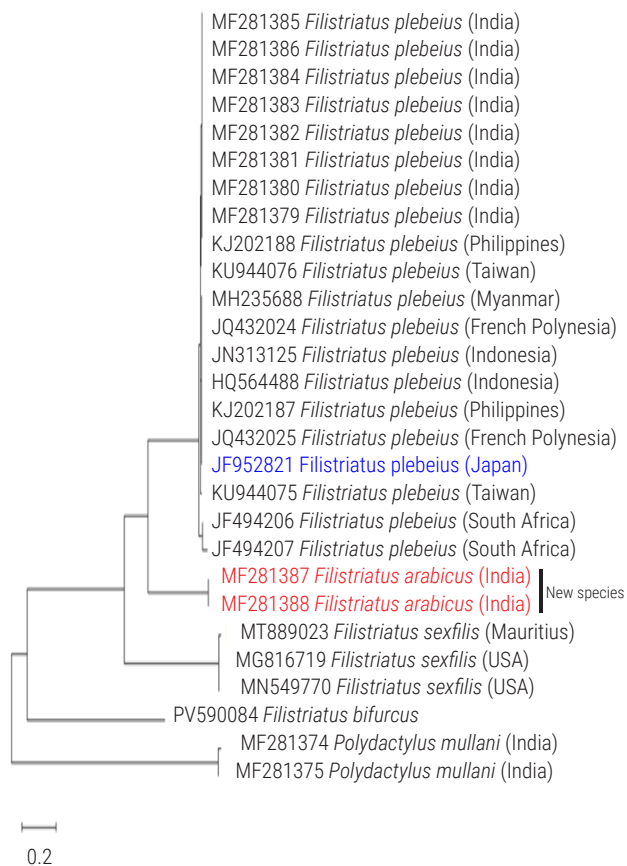 MF281385 Filistriatus plebeius (India)
MF281386 Filistriatus plebeius (India)
MF281384 Filistriatus plebeius (India)
MF281383 Filistriatus plebeius (India)
MF281382 Filistriatus plebeius (India)
MF281381 Filistriatus plebeius (India)
MF281380 Filistriatus plebeius (India)
MF281379 Filistriatus plebeius (India)
KJ202188 Filistriatus plebeius (Philippines)
KU944076 Filistriatus plebeius (Taiwan)
MH235688 Filistriatus plebeius (Myanmar)
JQ432024 Filistriatus plebeius (French Polynesia)
JN313125 Filistriatus plebeius (Indonesia)
HQ564488 Filistriatus plebeius (Indonesia)
KJ202187 Filistriatus plebeius (Philippines)
JQ432025 Filistriatus plebeius (French Polynesia)
JF952821 Filistriatus plebeius (Japan)
KU944075 Filistriatus plebeius (Taiwan)
JF494206 Filistriatus plebeius (South Africa)
JF494207 Filistriatus plebeius (South Africa)
MF281387 Filistriatus arabicus (India)
MF281388 Filistriatus arabicus (India)
New species
MT889023 Filistriatus sexfilis (Mauritius)
MG816719 Filistriatus sexfilis (USA)
MN549770 Filistriatus sexfilis (USA)
PV590084 Filistriatus bifurcus
MF281374 Polydactylus mullani (India)
MF281375 Polydactylus mullani (India)
0.2